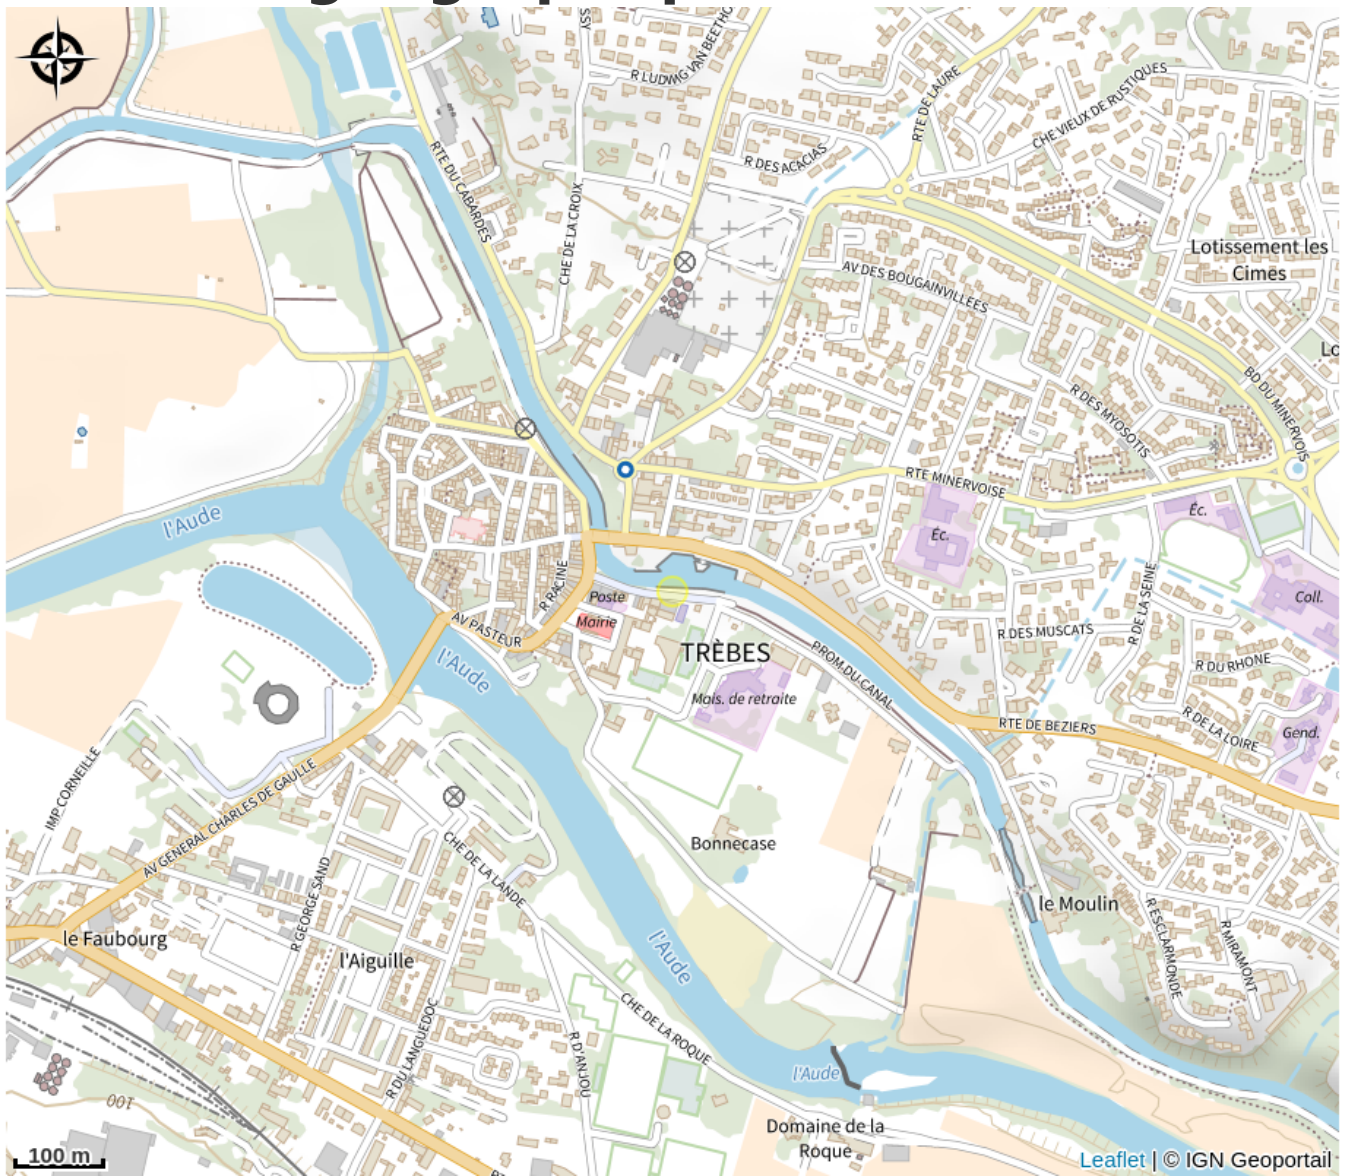 SSY
R LUDWIG VAN BEETHO
RTE DE LAURE
CHE VIEUX DE RUSTIQUES
RTE DU CABARDES
R DES ACACIAS
CHE DE LA CROIX
Lotissement les
Cimes
AV DES BOUGAINVILLEES
Lo
BD DU MINERVOIS
R DES MYOSOTIS
RTE MINERVOISE
l'Aude
Éc.
Éc.
R RACINE
Poste
Mairie
AV PASTEUR
l'Aude
TRÈBES
PROM DU CANAL
R DE LA SEINE
Coll.
R DES MUSCATS
R DU RHONE
Mais. de retraite
R DE LA LOIRE
Gend.
RTE DE BEZIERS
IMP CORNEILLE
AV GENERAL CHARLES DE GAULLE
CHE DE LA LANDE
Bonnecase
R GEORGE SAND
le Moulin
R ESCLARMONDE
R MIRAMONT
le Faubourg
l'Aiguille
l'Aude
CHE DE LA ROQUE
R DU LANGUEDOC
R D'ANJOU
l'Aude
100
Domaine de la
Roque
100 m
Leaflet | © IGN Geoportail